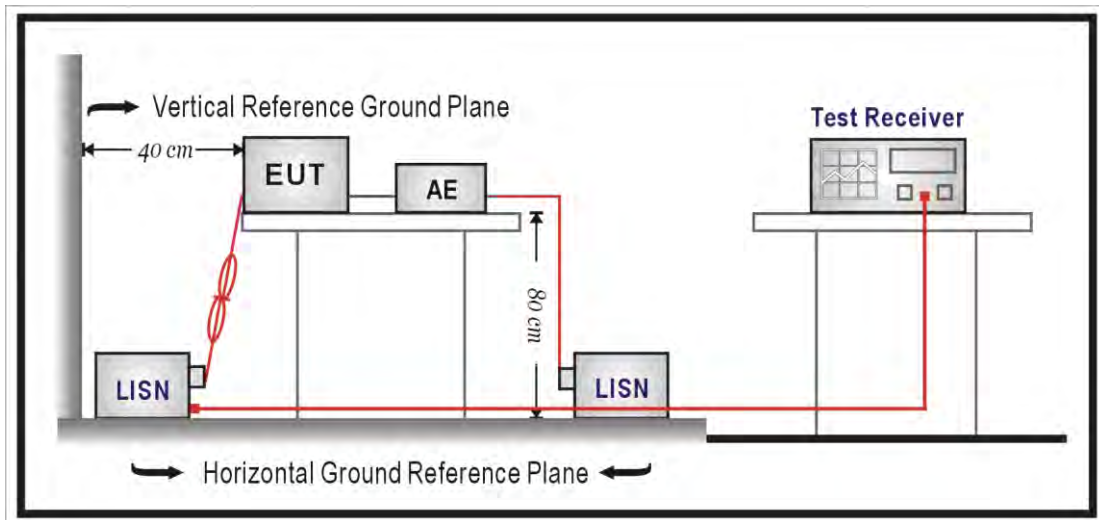 Vertical Reference Ground Plane
Test Receiver
40 cm
EUT
AE
80 cm
LISN
LISN
Horizontal Ground Reference Plane